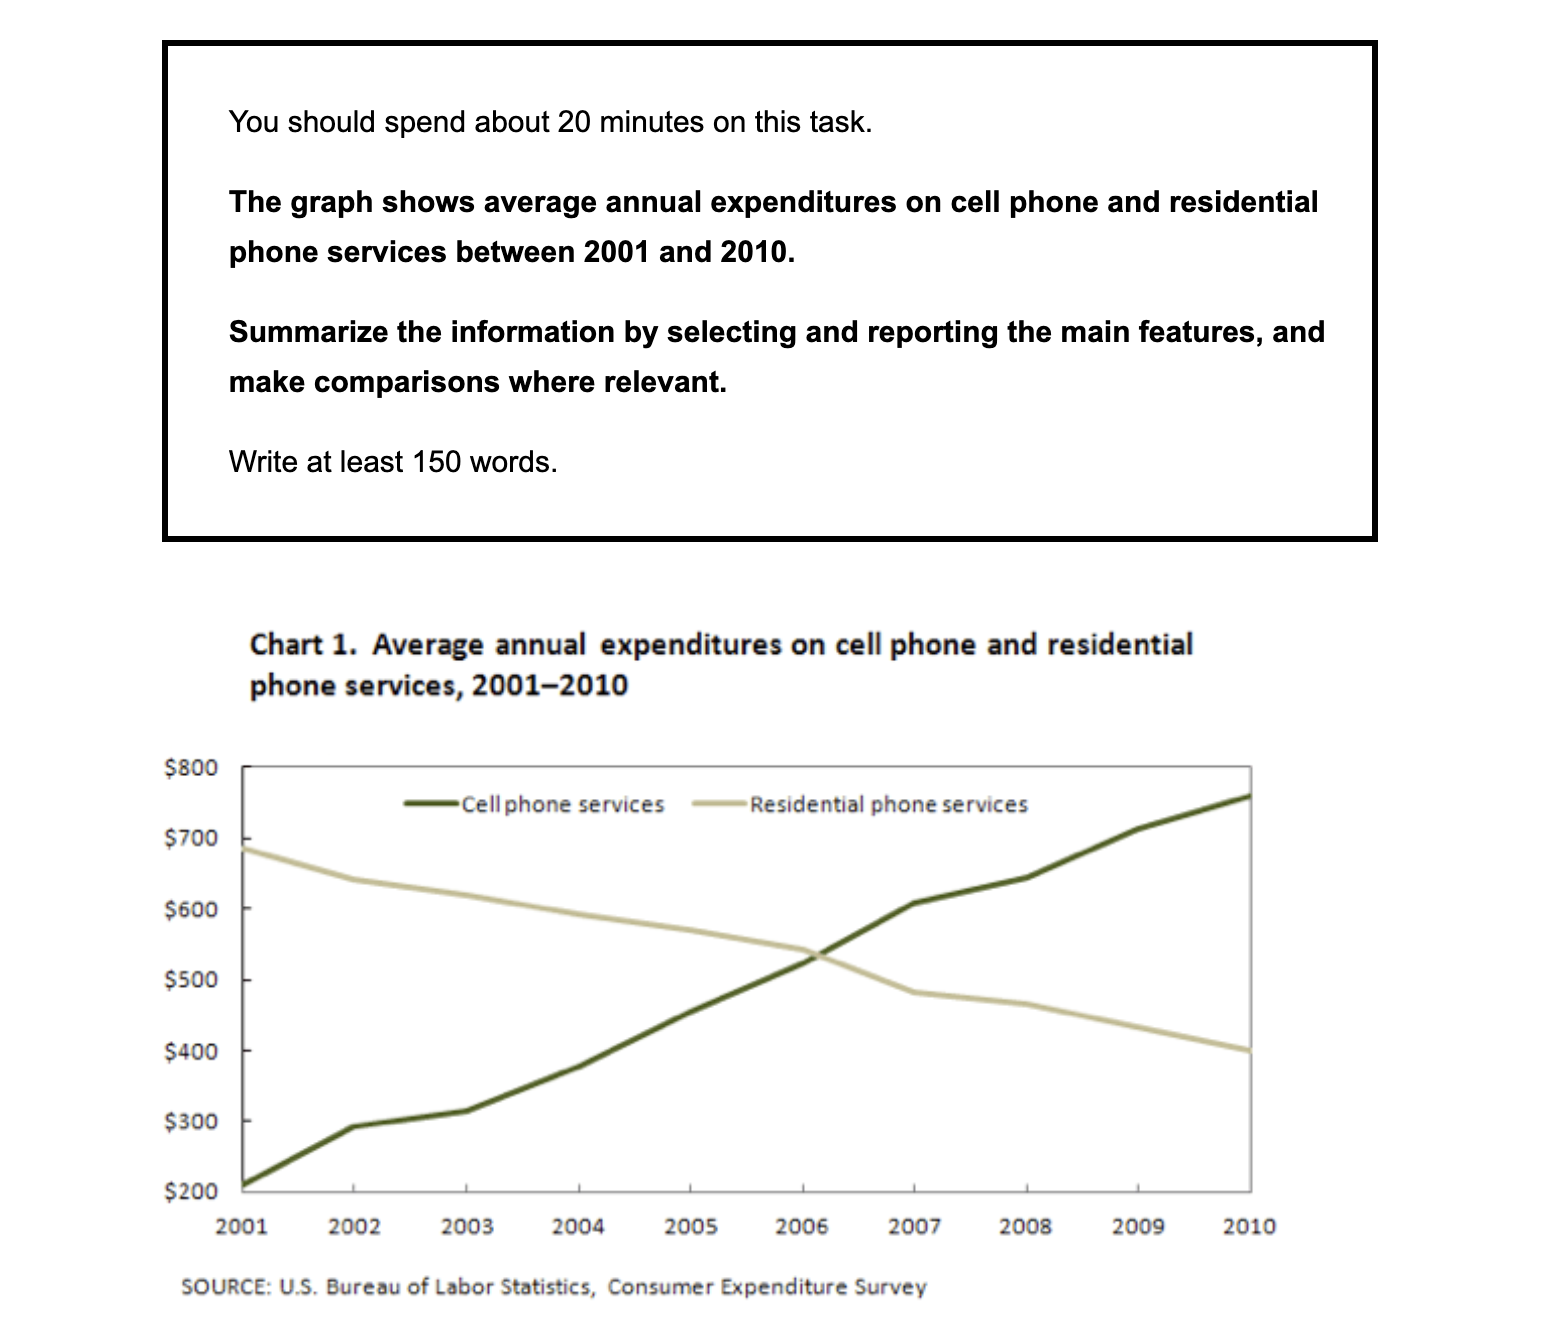 You should spend about 20 minutes on this task.
The graph shows average annual expenditures on cell phone and residential
phone services between 2001 and 2010.
Summarize the information by selecting and reporting the main features, and
make comparisons where relevant.
Write at least 150 words.
Chart 1. Average annual expenditures on cell phone and residential
phone services, 2001–2010
$800
Cell phone services Residential phone services
$700
$600
$500
$400
$300
$200
2001 2002 2003 2004 2005 2006 2007 2008 2009 2010
SOURCE: U.S. Bureau of Labor Statistics, Consumer Expenditure Survey